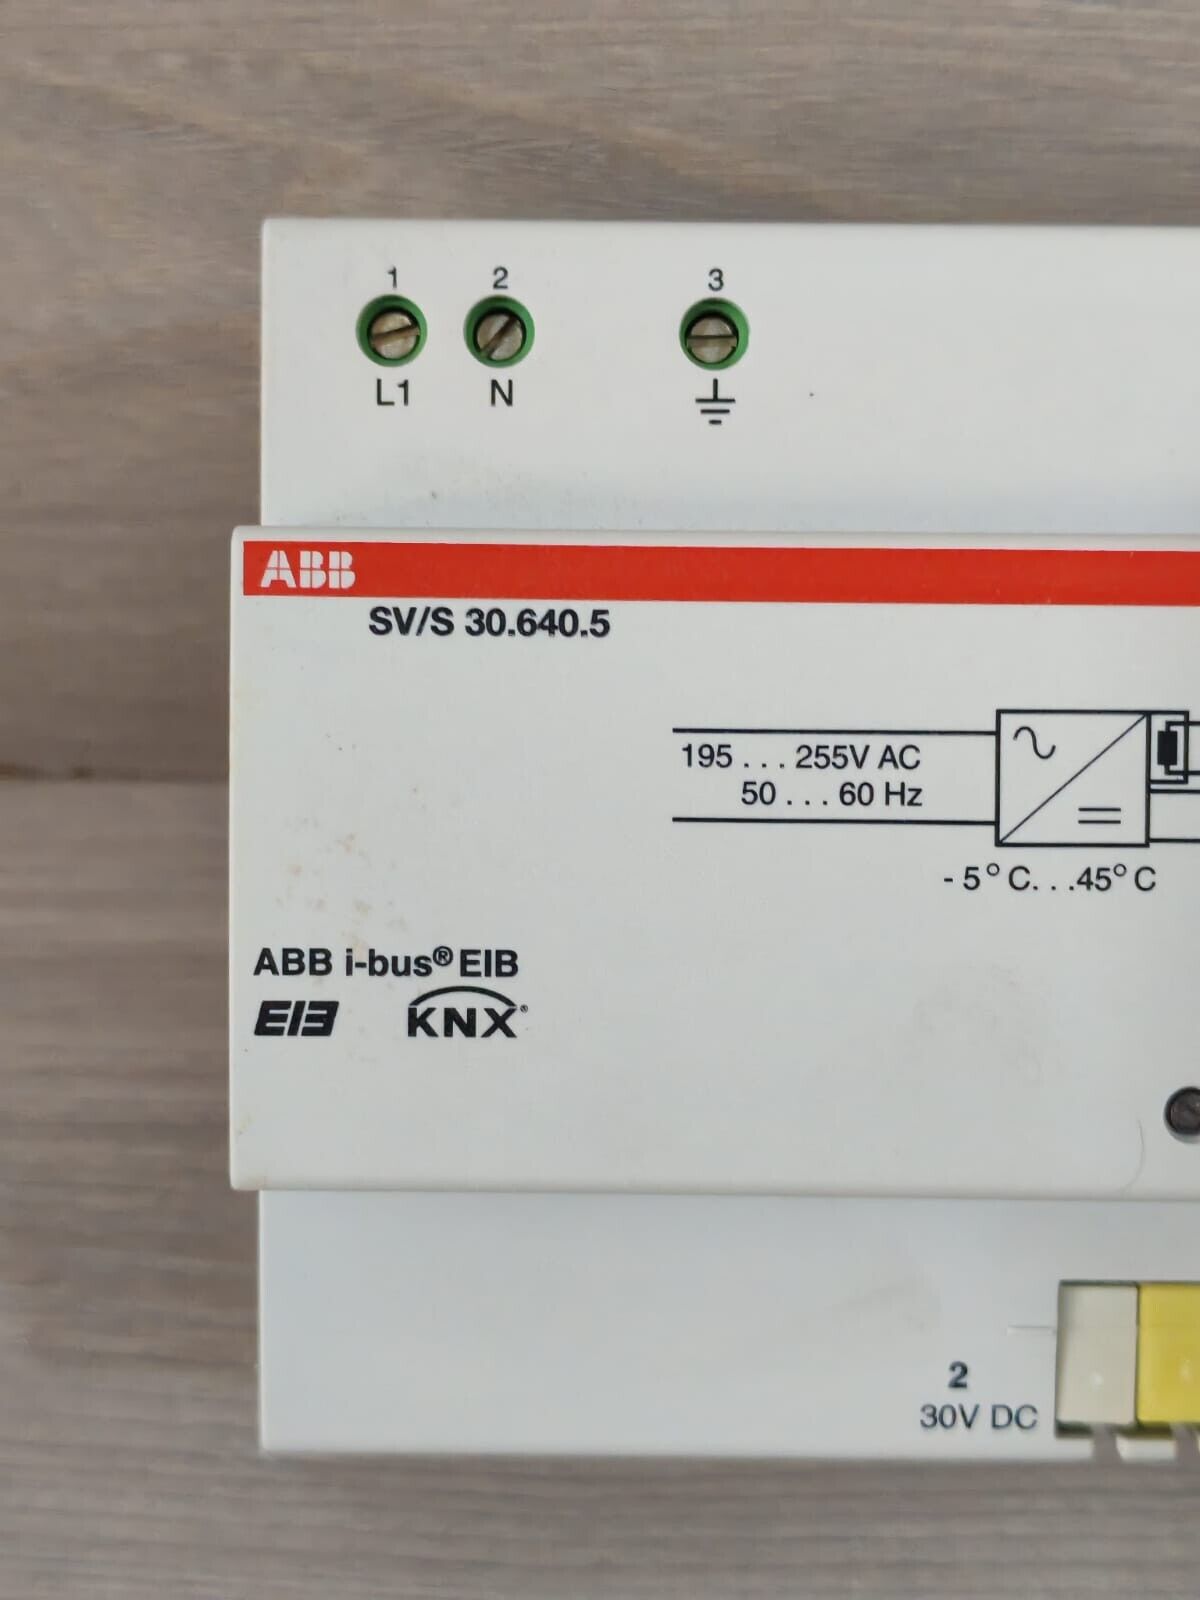 1 2 3
L1 N
ABB
SV/S 30.640.5
195 . . . 255V AC
50 . . . 60 Hz
- 5° C. . .45° C
ABB i-bus® EIB
EIB KNX®
2
30V DC